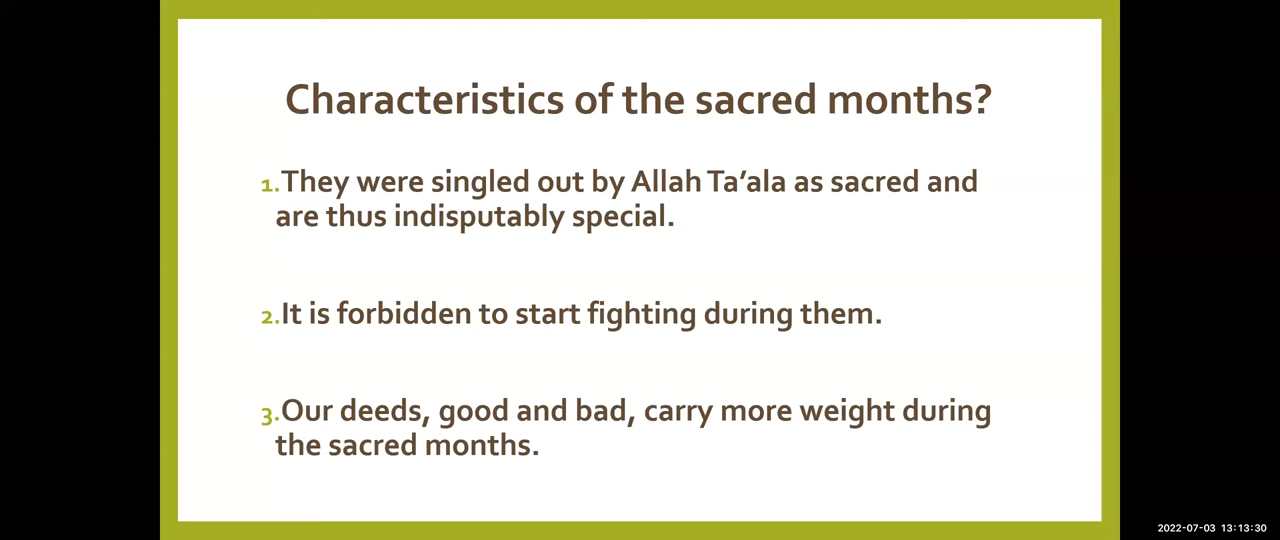 Characteristics of the sacred months?
1.They were singled out by Allah Ta’ala as sacred and
are thus indisputably special.
2.It is forbidden to start fighting during them.
3.Our deeds, good and bad, carry more weight during
the sacred months.
2022-07-03 13:13:30